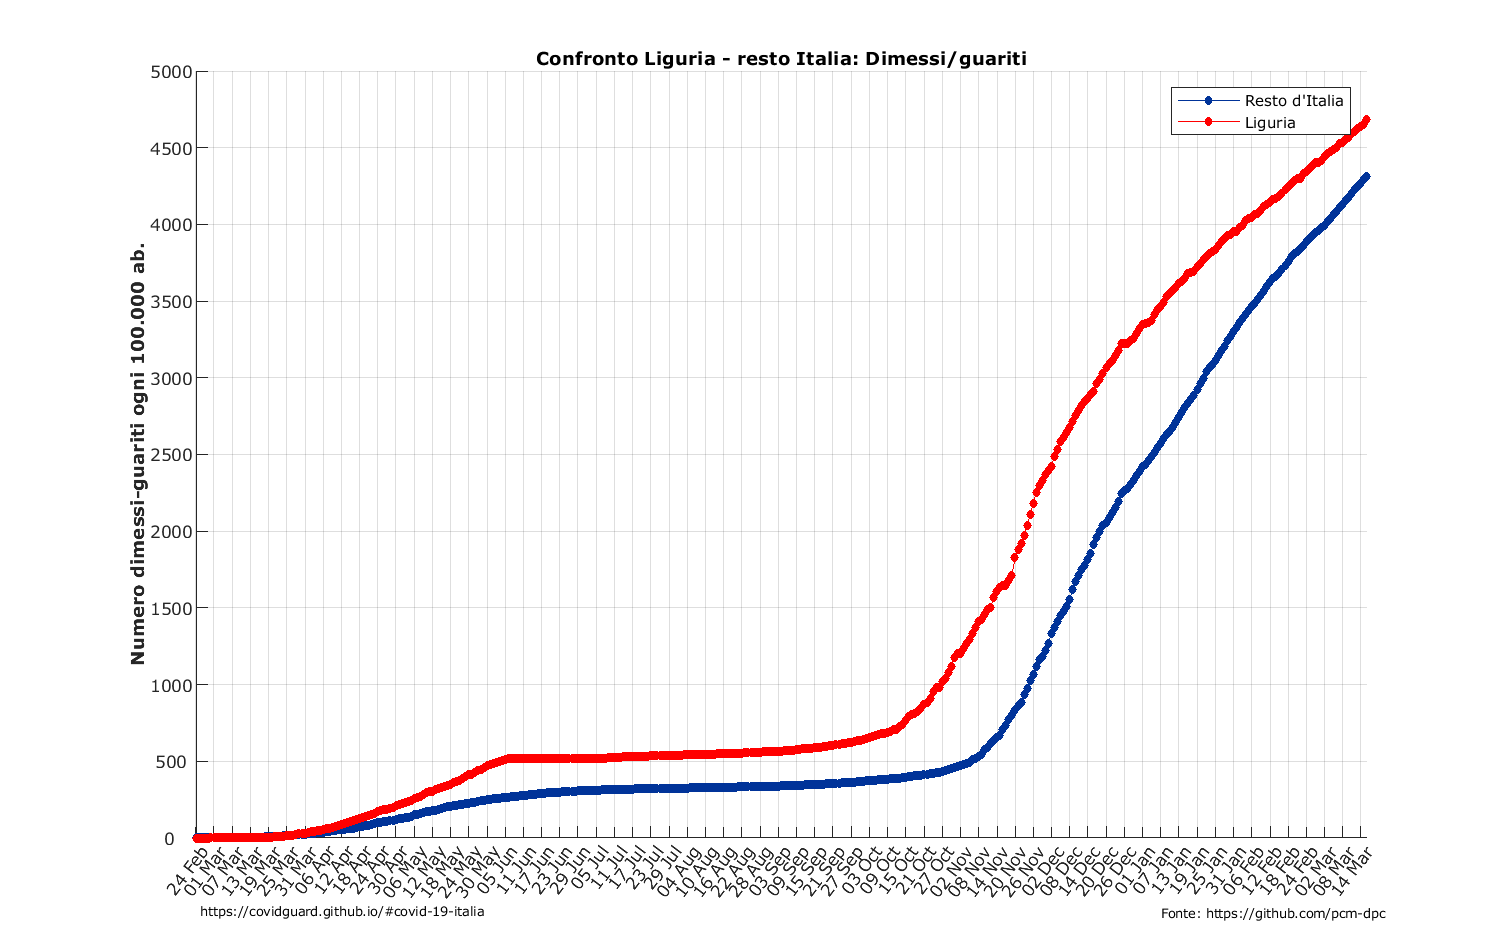 Confronto Liguria - resto Italia: Dimessi/guariti
Resto d'Italia
Liguria
Numero dimessi-guariti ogni 100.000 ab.
5000
4500
4000
3500
3000
2500
2000
1500
1000
500
0
24 Feb
01 Mar
07 Mar
13 Mar
19 Mar
25 Mar
31 Mar
06 Apr
12 Apr
18 Apr
24 Apr
30 Apr
06 May
12 May
18 May
24 May
30 May
05 Jun
11 Jun
17 Jun
23 Jun
29 Jun
05 Jul
11 Jul
17 Jul
23 Jul
29 Jul
04 Aug
10 Aug
16 Aug
22 Aug
28 Aug
03 Sep
09 Sep
15 Sep
21 Sep
27 Sep
03 Oct
09 Oct
15 Oct
21 Oct
27 Oct
02 Nov
08 Nov
14 Nov
20 Nov
26 Nov
02 Dec
08 Dec
14 Dec
20 Dec
26 Dec
01 Jan
07 Jan
13 Jan
19 Jan
25 Jan
31 Jan
06 Feb
12 Feb
18 Feb
24 Feb
02 Mar
08 Mar
14 Mar
https://covidguard.github.io/#covid-19-italia
Fonte: https://github.com/pcm-dpc